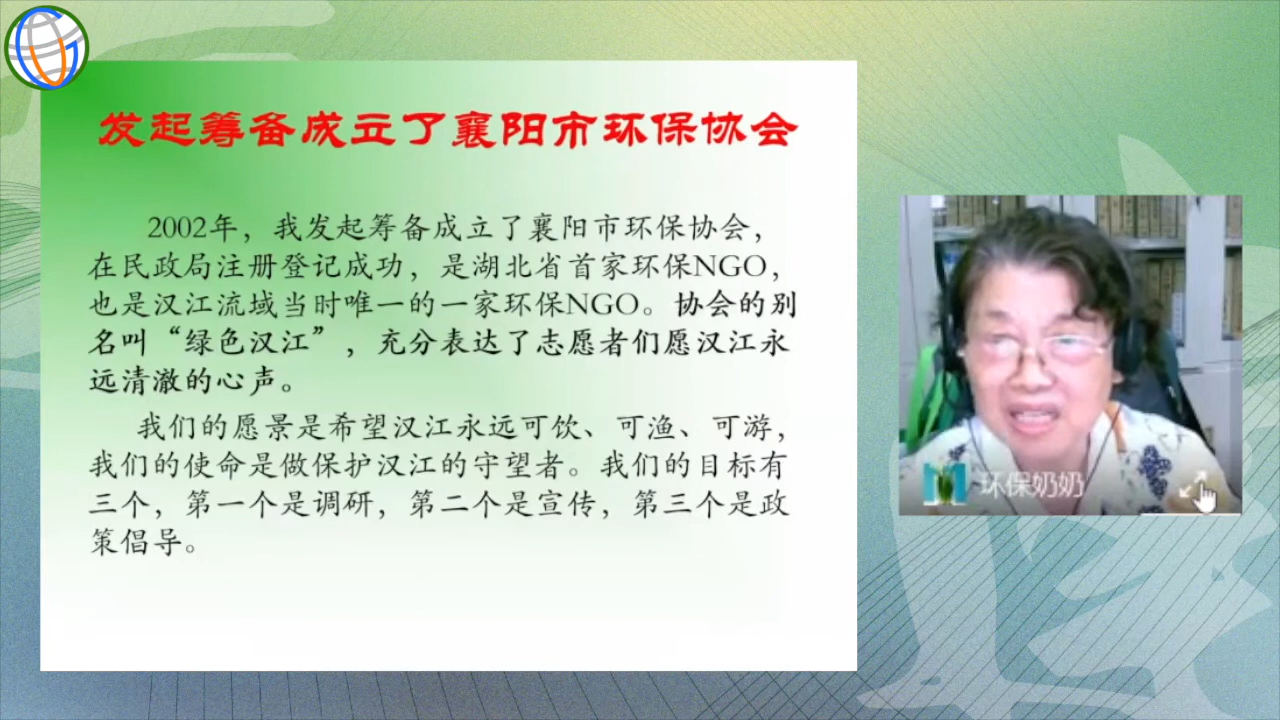 发起筹备成立了襄阳市环保协会
2002年，我发起筹备成立了襄阳市环保协会，
在民政局注册登记成功，是湖北省首家环保NGO，
也是汉江流域当时唯一的一家环保NGO。协会的别
名叫“绿色汉江”，充分表达了志愿者们愿汉江永
远清澈的心声。
我们的愿景是希望汉江永远可饮、可渔、可游，
我们的使命是做保护汉江的守望者。我们的目标有
三个，第一个是调研，第二个是宣传，第三个是政
策倡导。
环保奶奶